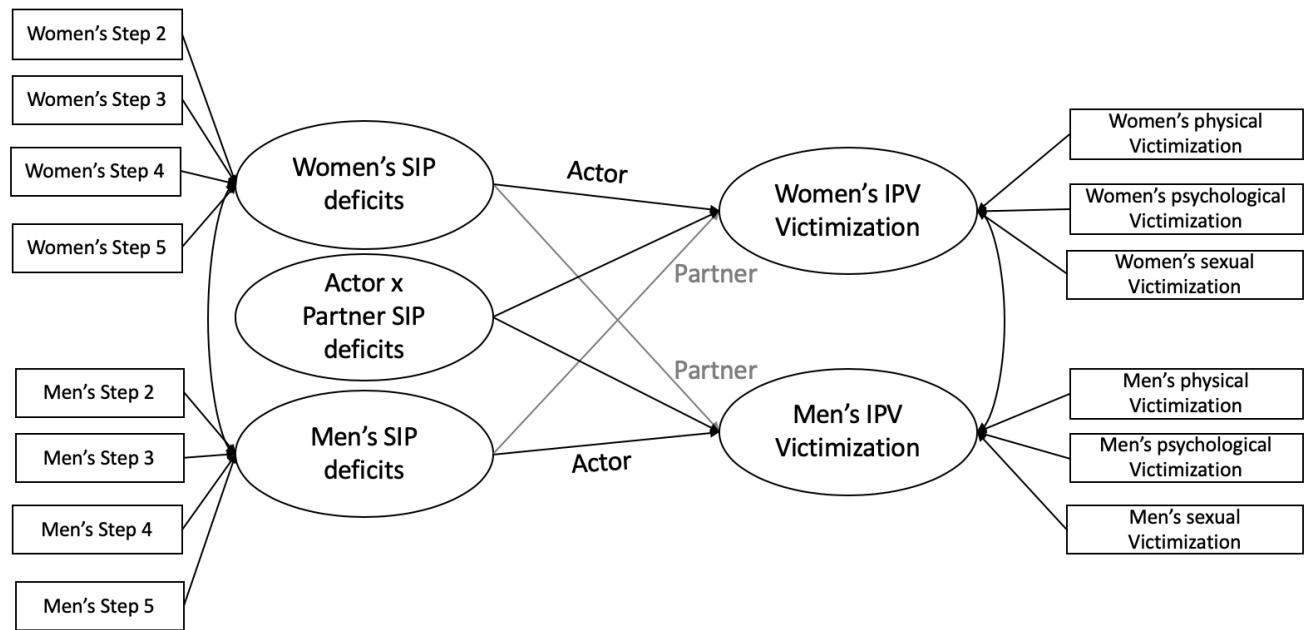 Women's Step 2
Women's Step 3
Women's Step 4
Women's Step 5
Women's SIP
deficits
Actor x
Partner SIP
deficits
Men's Step 2
Men's Step 3
Men's Step 4
Men's Step 5
Men's SIP
deficits
Actor
Partner
Partner
Actor
Women's IPV
Victimization
Men's IPV
Victimization
Women's physical
Victimization
Women's psychological
Victimization
Women's sexual
Victimization
Men's physical
Victimization
Men's psychological
Victimization
Men's sexual
Victimization